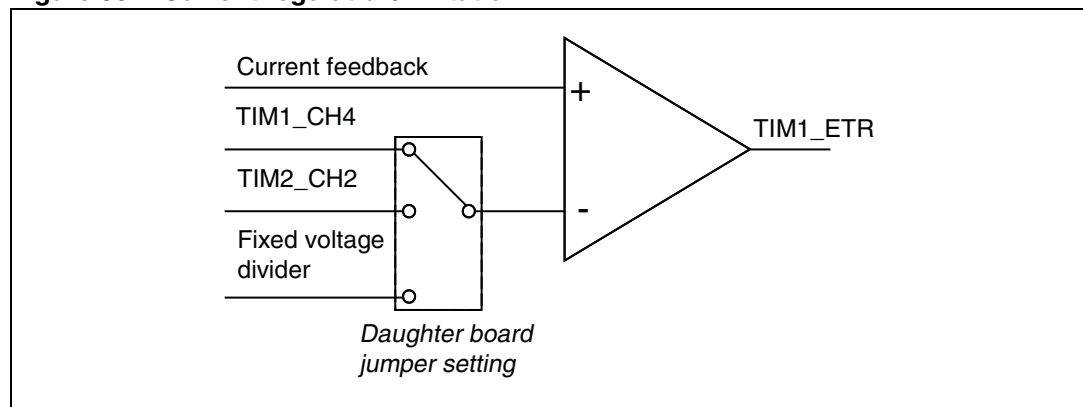 Current feedback
+
TIM1_CH4
TIM1_ETR
TIM2_CH2
-
Fixed voltage
divider
Daughter board
jumper setting